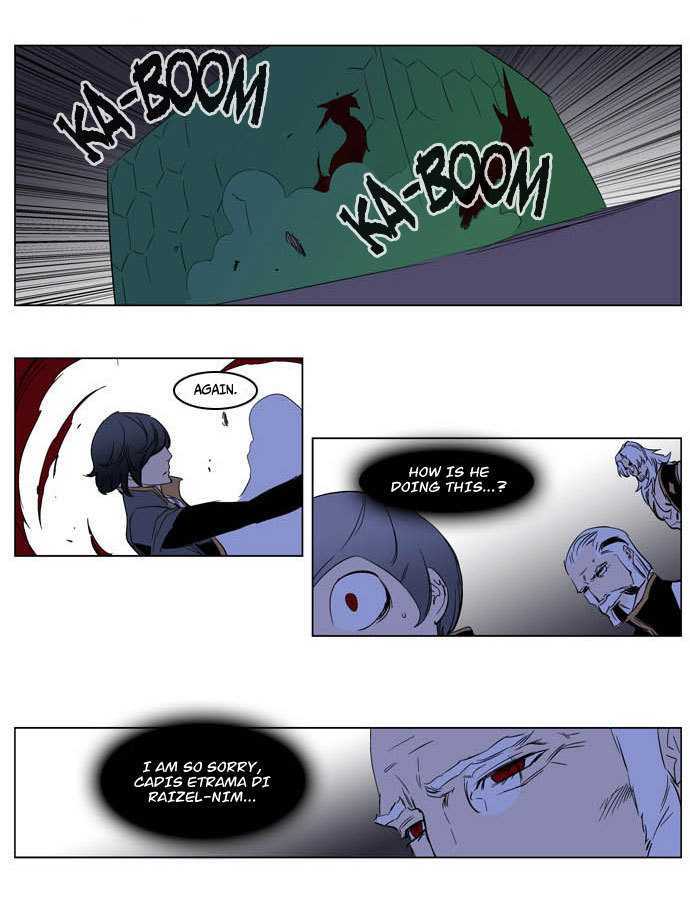 KA-BOOM
KA-BOOM
AGAIN.
HOW IS HE
DOING THIS...?
I AM SO SORRY,
CADIS ETRAMA DI
RAIZEL-NIM...